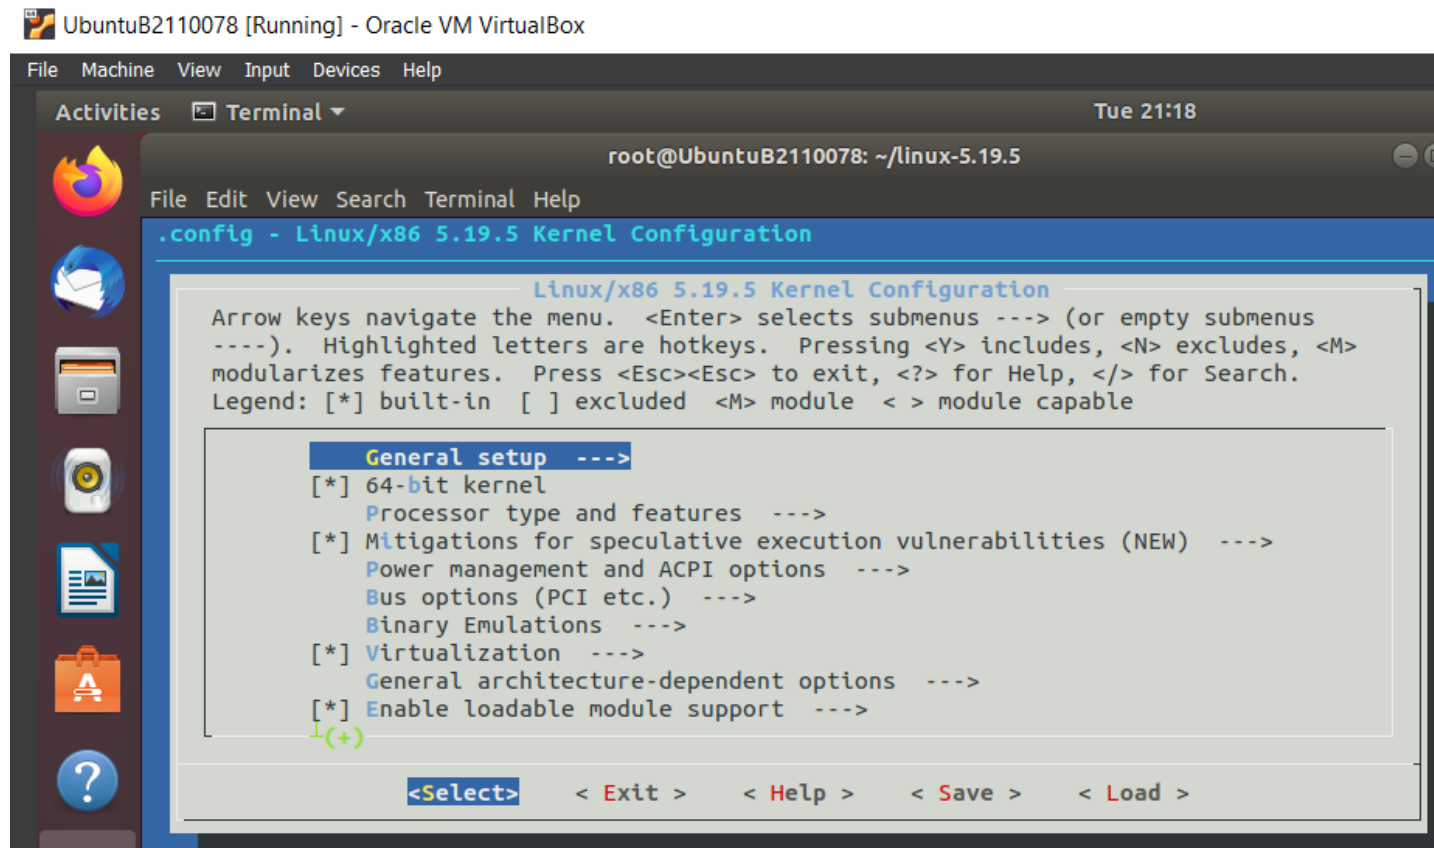 UbuntuB2110078 [Running] - Oracle VM VirtualBox
File Machine View Input Devices Help
Activities Terminal Tue 21:18
root@UbuntuB2110078: ~/linux-5.19.5
File Edit View Search Terminal Help
.config - Linux/x86 5.19.5 Kernel Configuration
Linux/x86 5.19.5 Kernel Configuration
Arrow keys navigate the menu. <Enter> selects submenus ---> (or empty submenus
----). Highlighted letters are hotkeys. Pressing <Y> includes, <N> excludes, <M>
modularizes features. Press <Esc><Esc> to exit, <?> for Help, </> for Search.
Legend: [*] built-in [ ] excluded <M> module < > module capable
General setup --->
[*] 64-bit kernel
Processor type and features --->
[*] Mitigations for speculative execution vulnerabilities (NEW) --->
Power management and ACPI options --->
Bus options (PCI etc.) --->
Binary Emulations --->
[*] Virtualization --->
General architecture-dependent options --->
[*] Enable loadable module support --->
(+)
<Select> < Exit > < Help > < Save > < Load >